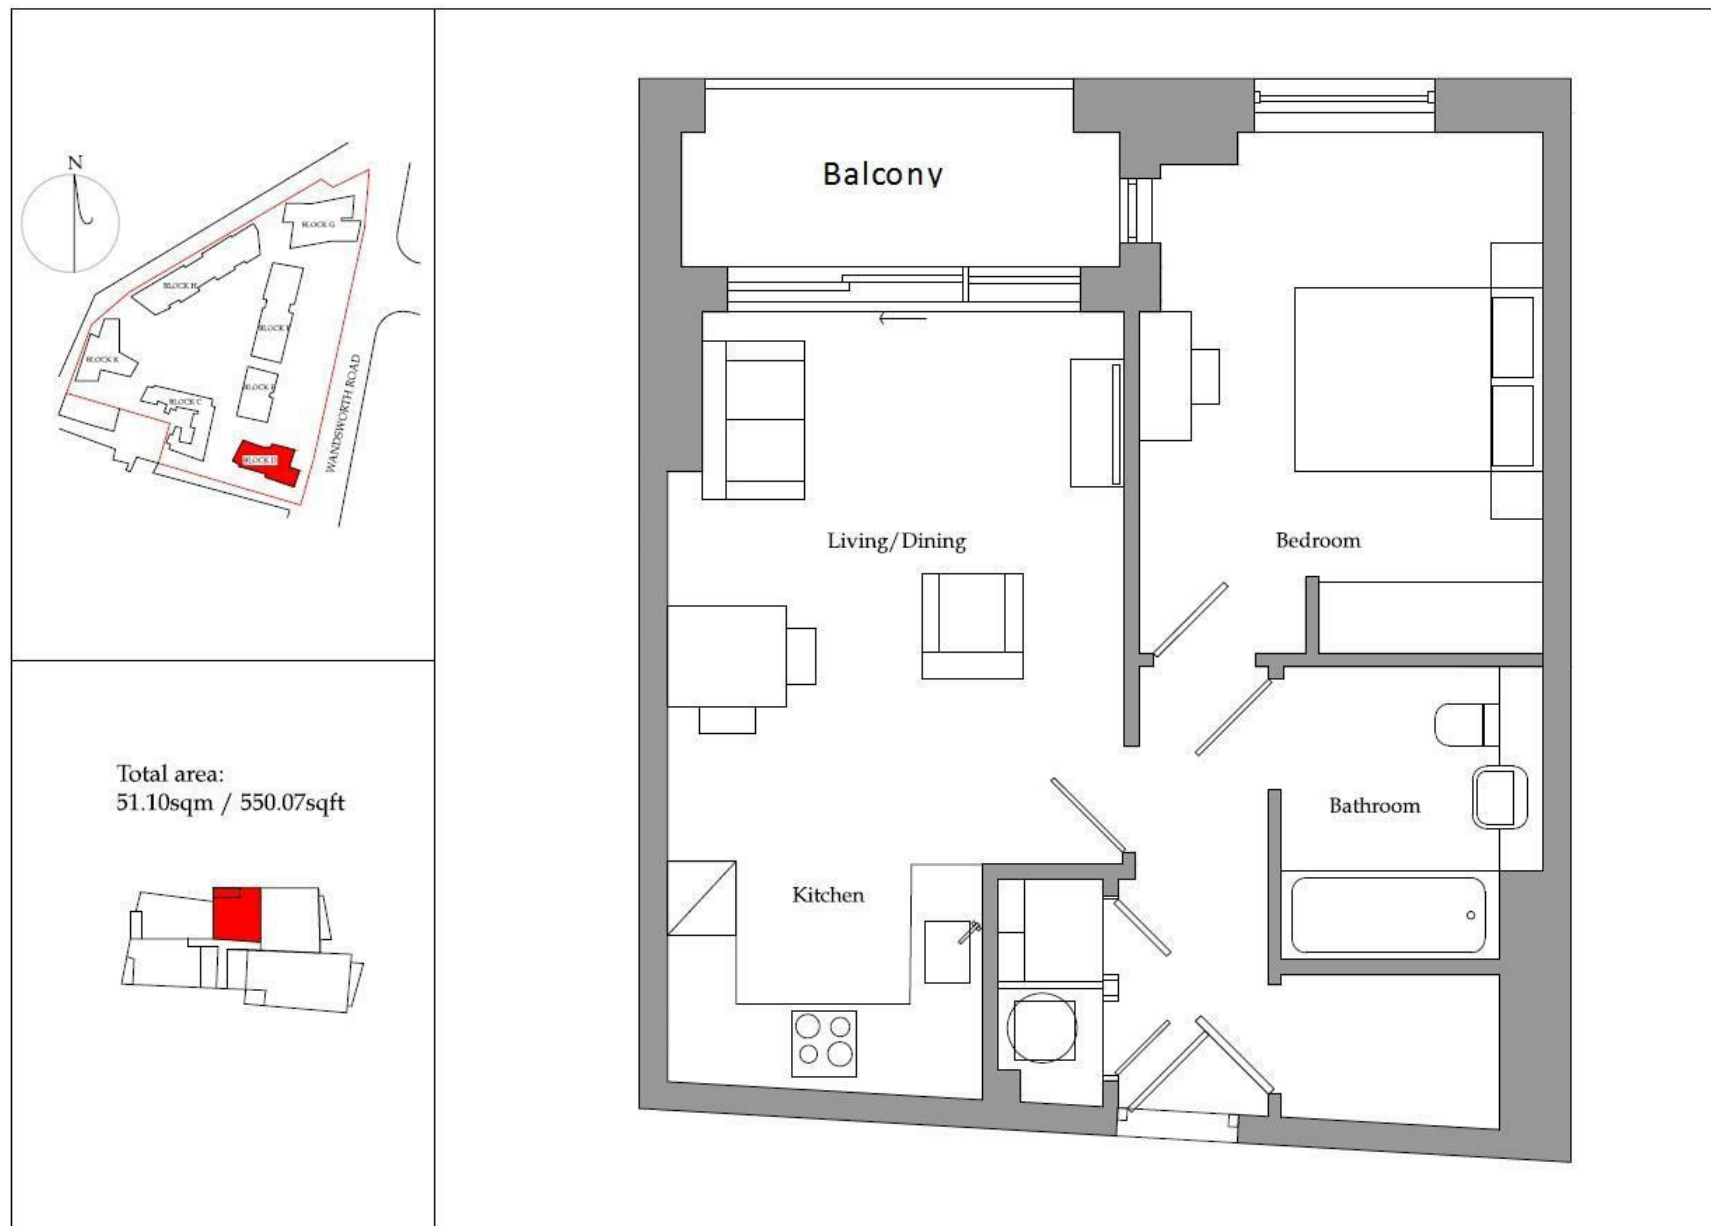 N
BLOCK G
BLOCK H
BLOCK K
BLOCK C
BLOCK D
WANDSWORTH ROAD
Total area:
51.10sqm / 550.07sqft
Balcony
Living/Dining
Bedroom
Bathroom
Kitchen